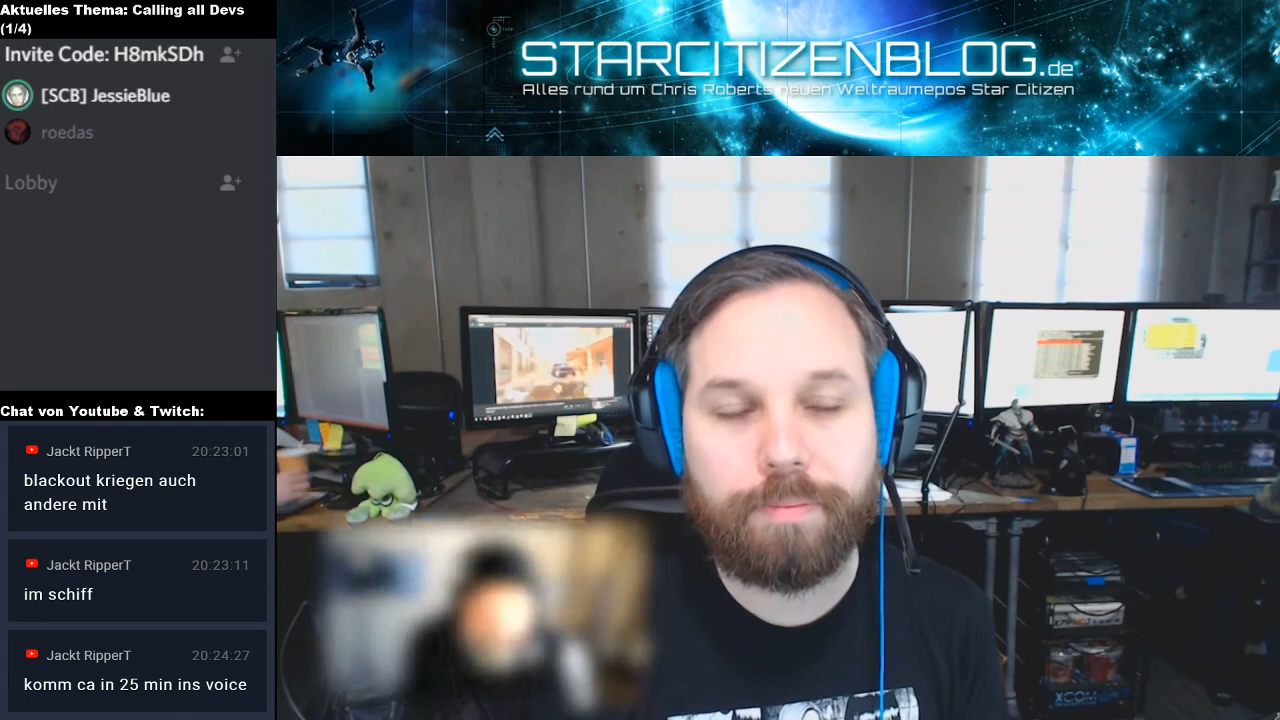 Aktuelles Thema: Calling all Devs
(1/4)
Invite Code: H8mkSDh
[SCB] JessieBlue
roedas
Lobby
Chat von Youtube & Twitch:
Jackt RipperT 20:23:01
blackout kriegen auch
andere mit
Jackt RipperT 20:23:11
im schiff
Jackt RipperT 20:24:27
komm ca in 25 min ins voice
STARCITIZENBLOG.de
Alles rund um Chris Roberts neuen Weltraumepos Star Citizen
XCOM